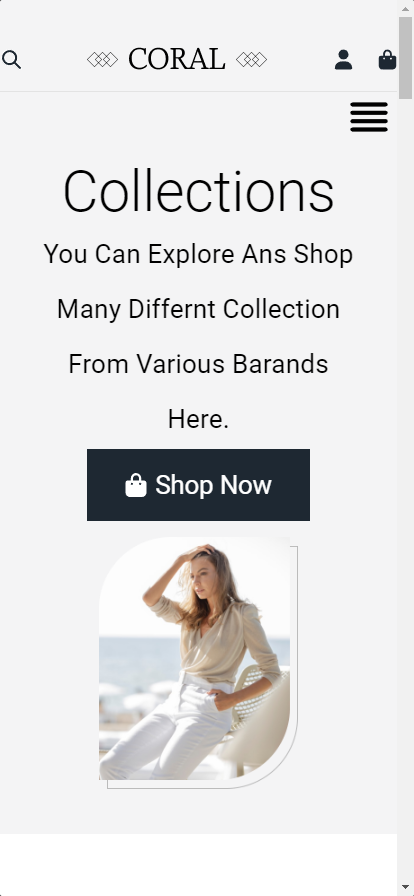 CORAL
Collections
You Can Explore Ans Shop
Many Differnt Collection
From Various Barands
Here.
Shop Now